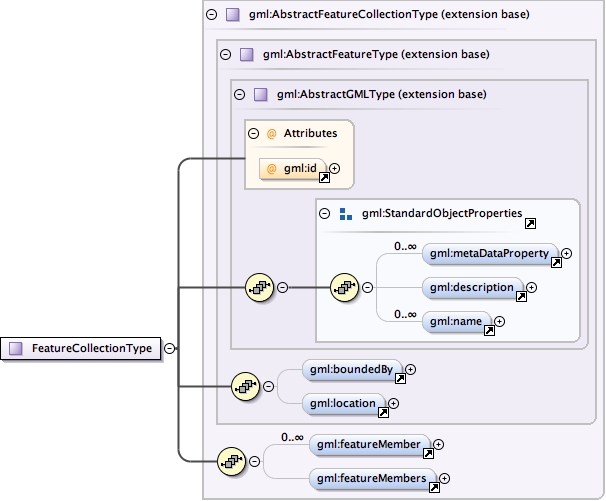 gml:AbstractFeatureCollectionType (extension base)
gml:AbstractFeatureType (extension base)
gml:AbstractGMLType (extension base)
@ Attributes
@ gml:id
gml:StandardObjectProperties
0..∞
gml:metaDataProperty
gml:description
0..∞
gml:name
FeatureCollectionType
gml:boundedBy
gml:location
0..∞
gml:featureMember
gml:featureMembers